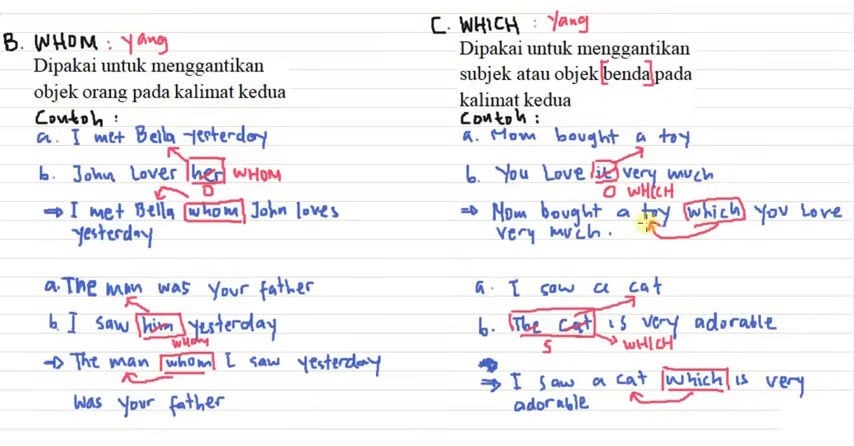 B. WHOM : yang
Dipakai untuk menggantikan
objek orang pada kalimat kedua
Contoh :
a. I met Bella yesterday
b. John Lover her WHOM
O
⇒ I met Bella whom John loves
yesterday
a. The man was your father
b. I saw him yesterday
WHOM
⇒ The man whom I saw yesterday
was your father
C. WHICH : yang
Dipakai untuk menggantikan
subjek atau objek [benda] pada
kalimat kedua
Contoh :
a. Mom bought a toy
b. You Love it very much
O WHICH
⇒ Mom bought a toy which you Love
very much.
a. I saw a cat
b. The cat is very adorable
S WHICH
⇒ I saw a cat which is very
adorable